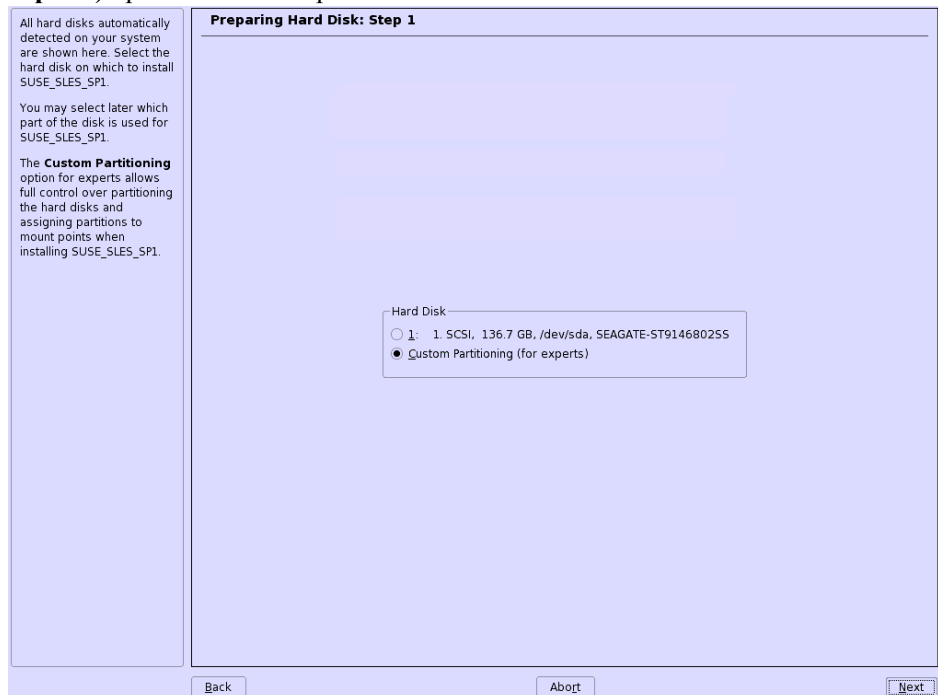 All hard disks automatically
detected on your system
are shown here. Select the
hard disk on which to install
SUSE_SLES_SP1.
You may select later which
part of the disk is used for
SUSE_SLES_SP1.
The Custom Partitioning
option for experts allows
full control over partitioning
the hard disks and
assigning partitions to
mount points when
installing SUSE_SLES_SP1.
Preparing Hard Disk: Step 1
Hard Disk
1: 1. SCSI, 136.7 GB, /dev/sda, SEAGATE-ST9146802SS
Custom Partitioning (for experts)
Back
Abort
Next